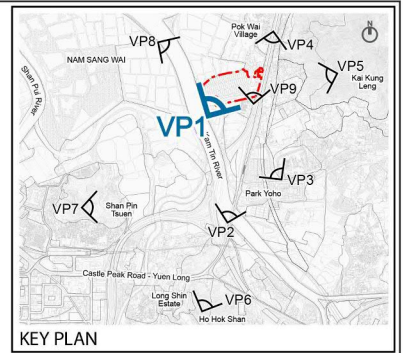 Pok Wai
Village
N
VP8
VP4
NAM SANG WAI
VP5
Kai Kung
Leng
Shan Pui River
VP9
VP1
Kam Tin River
VP3
Park Yoho
VP7
Shan Pin
Tsuen
VP2
Castle Peak Road - Yuen Long
Long Shin
Estate
VP6
Ho Hok Shan
KEY PLAN